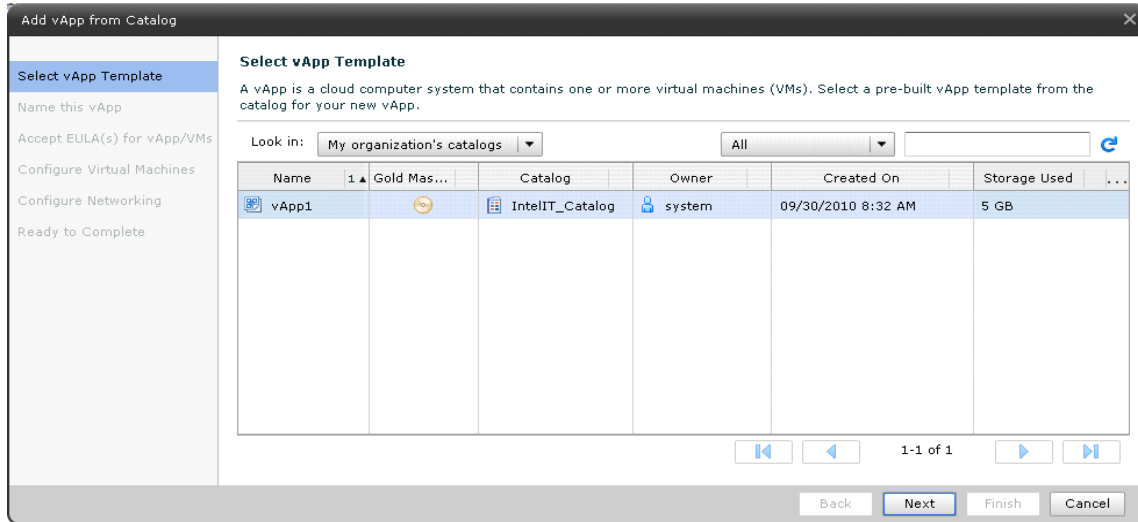 Add vApp from Catalog
Select vApp Template
Name this vApp
Accept EULA(s) for vApp/VMs
Configure Virtual Machines
Configure Networking
Ready to Complete
Select vApp Template
A vApp is a cloud computer system that contains one or more virtual machines (VMs). Select a pre-built vApp template from the
catalog for your new vApp.
Look in: My organization's catalogs All
Name 1 Gold Mas... Catalog Owner Created On Storage Used ...
vApp1 IntelIT_Catalog system 09/30/2010 8:32 AM 5 GB
1-1 of 1
Back Next Finish Cancel